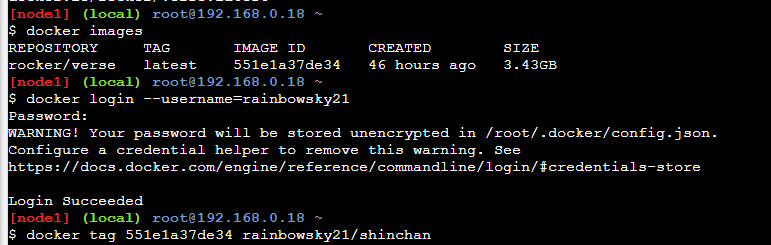 [node1] (local) root@192.168.0.18 ~
$ docker images
REPOSITORY TAG IMAGE ID CREATED SIZE
rocker/verse latest 551e1a37de34 46 hours ago 3.43GB
[node1] (local) root@192.168.0.18 ~
$ docker login --username=rainbowsky21
Password:
WARNING! Your password will be stored unencrypted in /root/.docker/config.json.
Configure a credential helper to remove this warning. See
https://docs.docker.com/engine/reference/commandline/login/#credentials-store
Login Succeeded
[node1] (local) root@192.168.0.18 ~
$ docker tag 551e1a37de34 rainbowsky21/shinchan